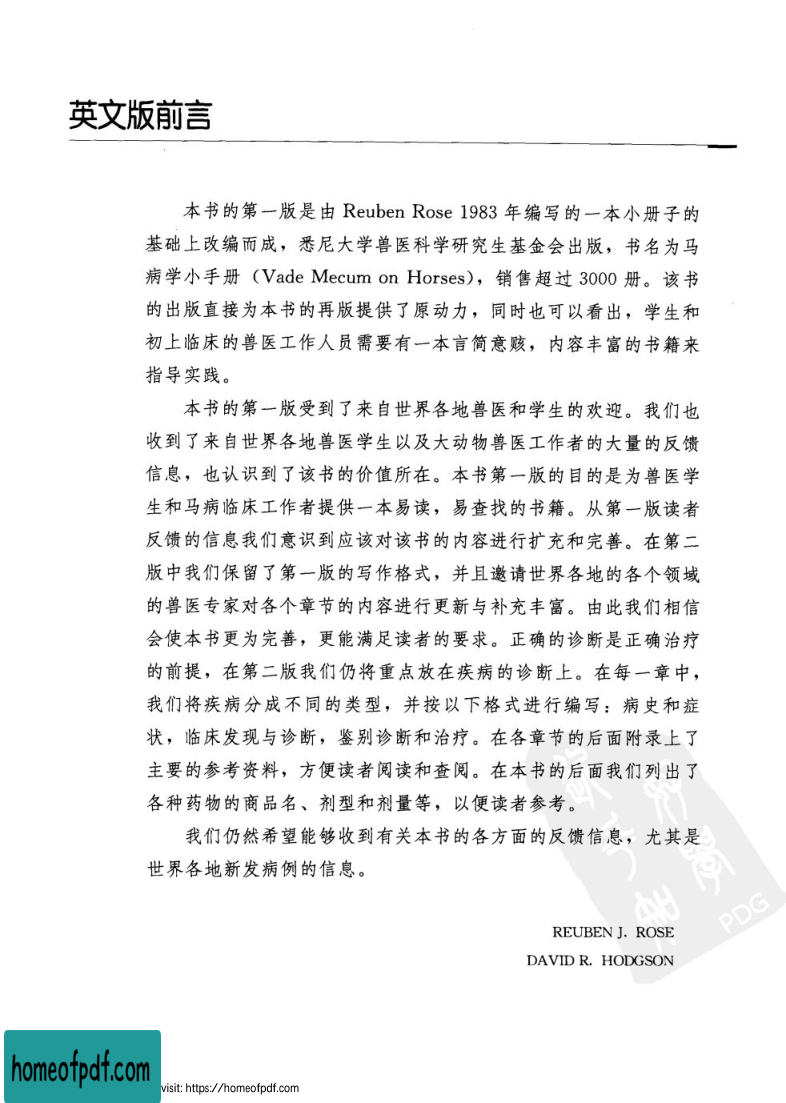 英文版前言
本书的第一版是由 Reuben Rose 1983 年编写的一本小册子的
基础上改编而成，悉尼大学兽医科学研究生基金会出版，书名为马
病学小手册（Vade Mecum on Horses），销售超过 3000 册。该书
的出版直接为本书的再版提供了原动力，同时也可以看出，学生和
初上临床的兽医工作人员需要有一本言简意赅，内容丰富的书籍来
指导实践。
本书的第一版受到了来自世界各地兽医和学生的欢迎。我们也
收到了来自世界各地兽医学生以及大动物兽医工作者的大量的反馈
信息，也认识到了该书的价值所在。本书第一版的目的是为兽医学
生和马病临床工作者提供一本易读，易查找的书籍。从第一版读者
反馈的信息我们意识到应该对该书的内容进行扩充和完善。在第二
版中我们保留了第一版的写作格式，并且邀请世界各地的各个领域
的兽医专家对各个章节的内容进行更新与补充丰富。由此我们相信
会使本书更为完善，更能满足读者的要求。正确的诊断是正确治疗
的前提，在第二版我们仍将重点放在疾病的诊断上。在每一章中，
我们将疾病分成不同的类型，并按以下格式进行编写：病史和症
状，临床发现与诊断，鉴别诊断和治疗。在各章节的后面附录上了
主要的参考资料，方便读者阅读和查阅。在本书的后面我们列出了
各种药物的商品名、剂型和剂量等，以便读者参考。
我们仍然希望能够收到有关本书的各方面的反馈信息，尤其是
世界各地新发病例的信息。
REUBEN J. ROSE
DAVID R. HODGSON
PDG
homeofpdf.com
visit: https://homeofpdf.com